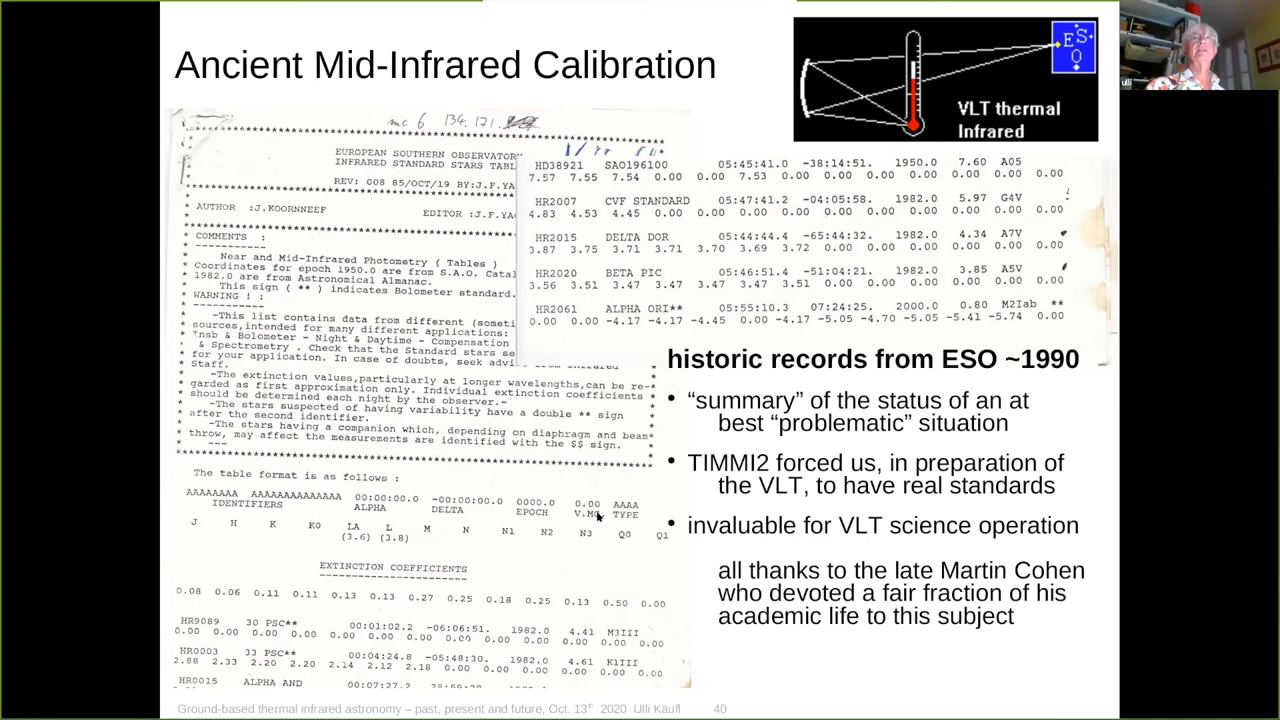 Ancient Mid-Infrared Calibration
E S
O
VLT thermal
Infrared
ulli
mc 6 134.171.
EUROPEAN SOUTHERN OBSERVATORY
INFRARED STANDARD STARS TABL
REV: 008 85/OCT/19 BY:J.F.YA
AUTHOR :J.KOORNNEEF EDITOR :J.F.YA
COMMENTS :
Near and Mid-Infrared Photometry ( Tables )
Coordinates for epoch 1950.0 are from S.A.O. Catal
1982.0 are from Astronomical Almanac.
This sign ( ** ) indicates Bolometer standard.
WARNING ! :
-This list contains data from different (someti
sources,intended for many different applications:
Insb & Bolometer - Night & Daytime - Compensation
& Spectrometry . Check that the Standard stars se
for your application. In case of doubts, seek advi
Staff.
-The extinction values,particularly at longer wavelengths,can be re-
garded as first approximation only. Individual extinction coefficients
should be determined each night by the observer.-
-The stars suspected of having variability have a double ** sign
after the second identifier.
-The stars having a companion which, depending on diaphragm and beam
throw, may affect the measurements are identified with the $$ sign.
The table format is as follows :
AAAAAAAA AAAAAAAAAAAAAA 00:00:00.0 -00:00:00.0 0000.0 0.00 AAAA
IDENTIFIERS ALPHA DELTA EPOCH V.MG. TYPE
J H K K0 LA L M N N1 N2 N3 Q0 Q1
(3.6) (3.8)
EXTINCTION COEFFICIENTS
0.08 0.06 0.11 0.11 0.13 0.13 0.27 0.25 0.18 0.25 0.13 0.50 0.00
HR9089 30 PSC** 00:01:02.2 -06:06:51. 1982.0 4.41 M3III
0.00 0.00 0.00 0.00 0.00 0.00 0.00 0.00 0.00 0.00 0.00 0.00 0.00
HR0003 33 PSC** 00:04:24.8 -05:48:30. 1982.0 4.61 K1III
2.88 2.33 2.20 2.20 2.14 2.12 2.18 0.00 0.00 0.00 0.00 0.00 0.00
HR0015 ALPHA AND 00:07:27.2
HD38921 SAO196100 05:45:41.0 -38:14:51. 1950.0 7.60 A05
7.57 7.55 7.54 0.00 0.00 7.53 0.00 0.00 0.00 0.00 0.00 0.00 0.00
HR2007 CVF STANDARD 05:47:41.2 -04:05:58. 1982.0 5.97 G4V
4.83 4.53 4.45 0.00 0.00 0.00 0.00 0.00 0.00 0.00 0.00 0.00 0.00
HR2015 DELTA DOR 05:44:44.4 -65:44:32. 1982.0 4.34 A7V
3.87 3.75 3.71 3.71 3.70 3.69 3.72 0.00 0.00 0.00 0.00 0.00 0.00
HR2020 BETA PIC 05:46:51.4 -51:04:21. 1982.0 3.85 A5V
3.56 3.51 3.47 3.47 3.47 3.47 3.51 0.00 0.00 0.00 0.00 0.00 0.00
HR2061 ALPHA ORI** 05:55:10.3 07:24:25. 2000.0 0.80 M2Iab **
0.00 0.00 -4.17 -4.17 -4.45 0.00 -4.17 -5.05 -4.70 -5.05 -5.41 -5.74 0.00
historic records from ESO ~1990
• “summary” of the status of an at
best “problematic” situation
• TIMMI2 forced us, in preparation of
the VLT, to have real standards
• invaluable for VLT science operation
all thanks to the late Martin Cohen
who devoted a fair fraction of his
academic life to this subject
Ground-based thermal infrared astronomy – past, present and future, Oct. 13th 2020 Ulli Käufl 40